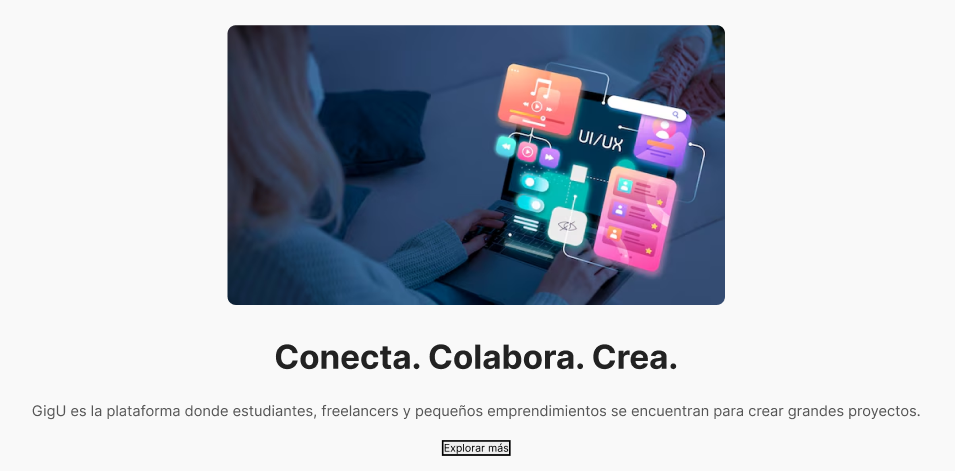 UI/UX
Conecta. Colabora. Crea.
GigU es la plataforma donde estudiantes, freelancers y pequeños emprendimientos se encuentran para crear grandes proyectos.
Explorar más